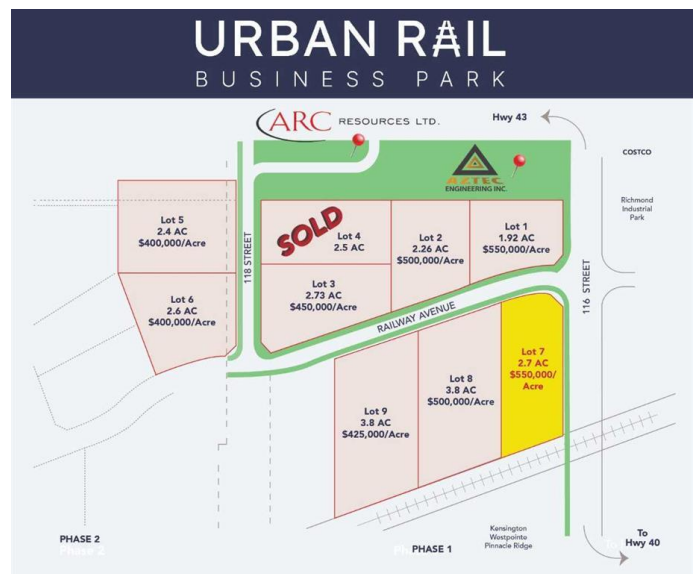 URBAN RAIL
BUSINESS PARK
ARC RESOURCES LTD.
Hwy 43
COSTCO
AZTEC
ENGINEERING INC.
Richmond
Industrial
Park
Lot 5
2.4 AC
$400,000/Acre
118 STREET
SOLD
Lot 4
2.5 AC
Lot 2
2.26 AC
$500,000/Acre
Lot 1
1.92 AC
$550,000/Acre
Lot 6
2.6 AC
$400,000/Acre
Lot 3
2.73 AC
$450,000/Acre
116 STREET
RAILWAY AVENUE
Lot 7
2.7 AC
$550,000/
Acre
Lot 8
3.8 AC
$500,000/Acre
Lot 9
3.8 AC
$425,000/Acre
PHASE 2
Phase 2
PHASE 1
Kensington
Westpointe
Pinnacle Ridge
To
Hwy 40